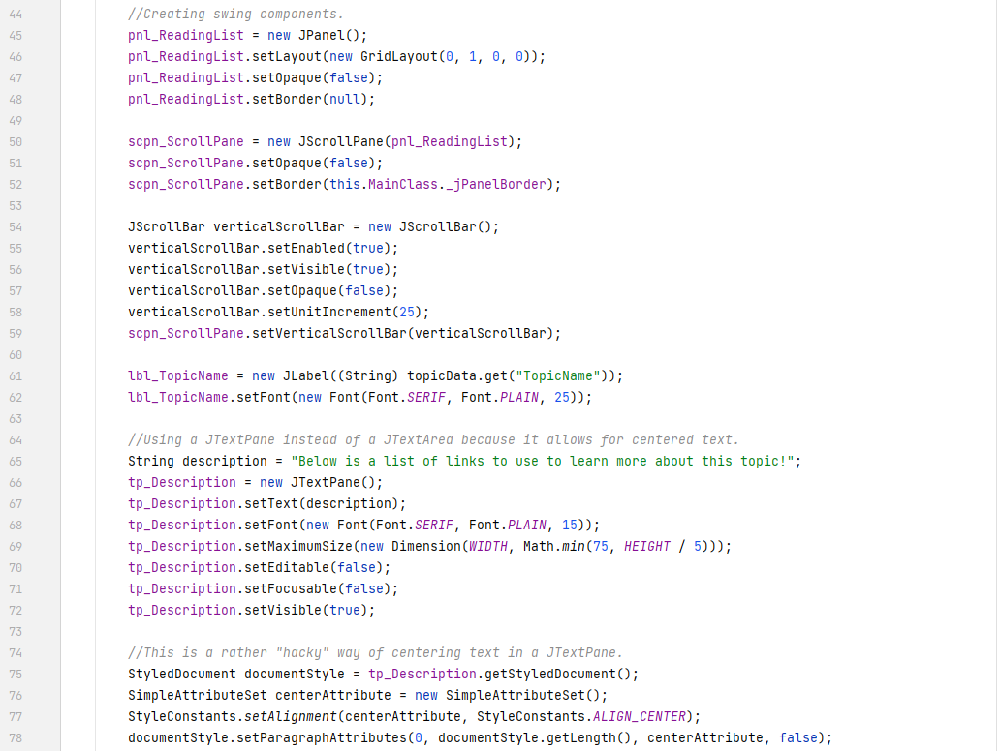 44 //Creating swing components.
45 pnl_ReadingList = new JPanel();
46 pnl_ReadingList.setLayout(new GridLayout(0, 1, 0, 0));
47 pnl_ReadingList.setOpaque(false);
48 pnl_ReadingList.setBorder(null);
49
50 scpn_ScrollPane = new JScrollPane(pnl_ReadingList);
51 scpn_ScrollPane.setOpaque(false);
52 scpn_ScrollPane.setBorder(this.MainClass._jPanelBorder);
53
54 JScrollBar verticalScrollBar = new JScrollBar();
55 verticalScrollBar.setEnabled(true);
56 verticalScrollBar.setVisible(true);
57 verticalScrollBar.setOpaque(false);
58 verticalScrollBar.setUnitIncrement(25);
59 scpn_ScrollPane.setVerticalScrollBar(verticalScrollBar);
60
61 lbl_TopicName = new JLabel((String) topicData.get("TopicName"));
62 lbl_TopicName.setFont(new Font(Font.SERIF, Font.PLAIN, 25));
63
64 //Using a JTextPane instead of a JTextArea because it allows for centered text.
65 String description = "Below is a list of links to use to learn more about this topic!";
66 tp_Description = new JTextPane();
67 tp_Description.setText(description);
68 tp_Description.setFont(new Font(Font.SERIF, Font.PLAIN, 15));
69 tp_Description.setMaximumSize(new Dimension(WIDTH, Math.min(75, HEIGHT / 5)));
70 tp_Description.setEditable(false);
71 tp_Description.setFocusable(false);
72 tp_Description.setVisible(true);
73
74 //This is a rather "hacky" way of centering text in a JTextPane.
75 StyledDocument documentStyle = tp_Description.getStyledDocument();
76 SimpleAttributeSet centerAttribute = new SimpleAttributeSet();
77 StyleConstants.setAlignment(centerAttribute, StyleConstants.ALIGN_CENTER);
78 documentStyle.setParagraphAttributes(0, documentStyle.getLength(), centerAttribute, false);